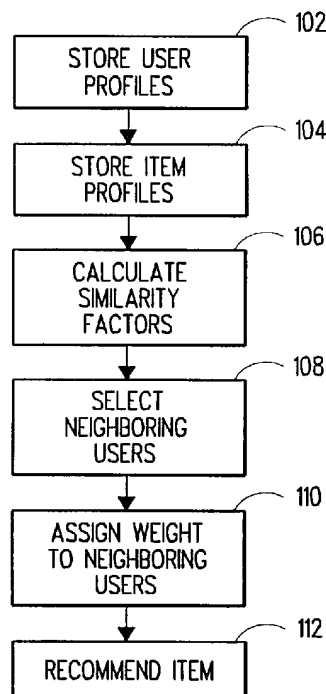 102
STORE USER
PROFILES
104
STORE ITEM
PROFILES
106
CALCULATE
SIMILARITY
FACTORS
108
SELECT
NEIGHBORING
USERS
110
ASSIGN WEIGHT
TO NEIGHBORING
USERS
112
RECOMMEND ITEM